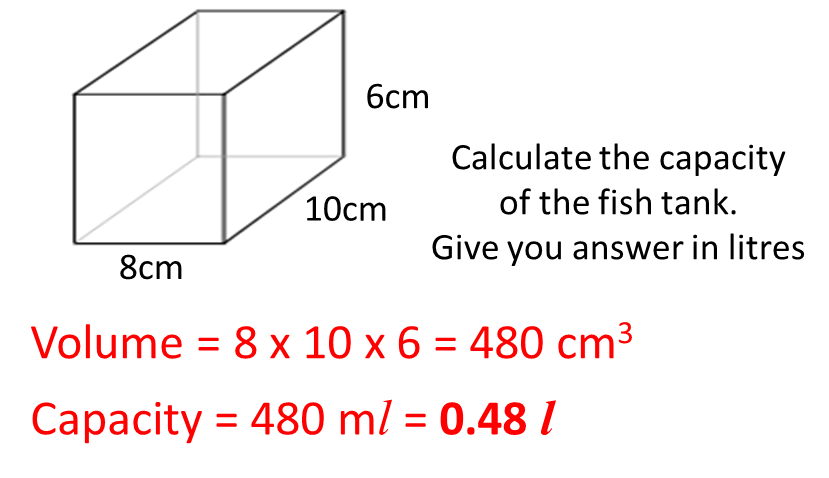 6cm
Calculate the capacity
of the fish tank.
10cm
Give you answer in litres
8cm
Volume = 8 x 10 x 6 = 480 cm³
Capacity = 480 ml = 0.48 l